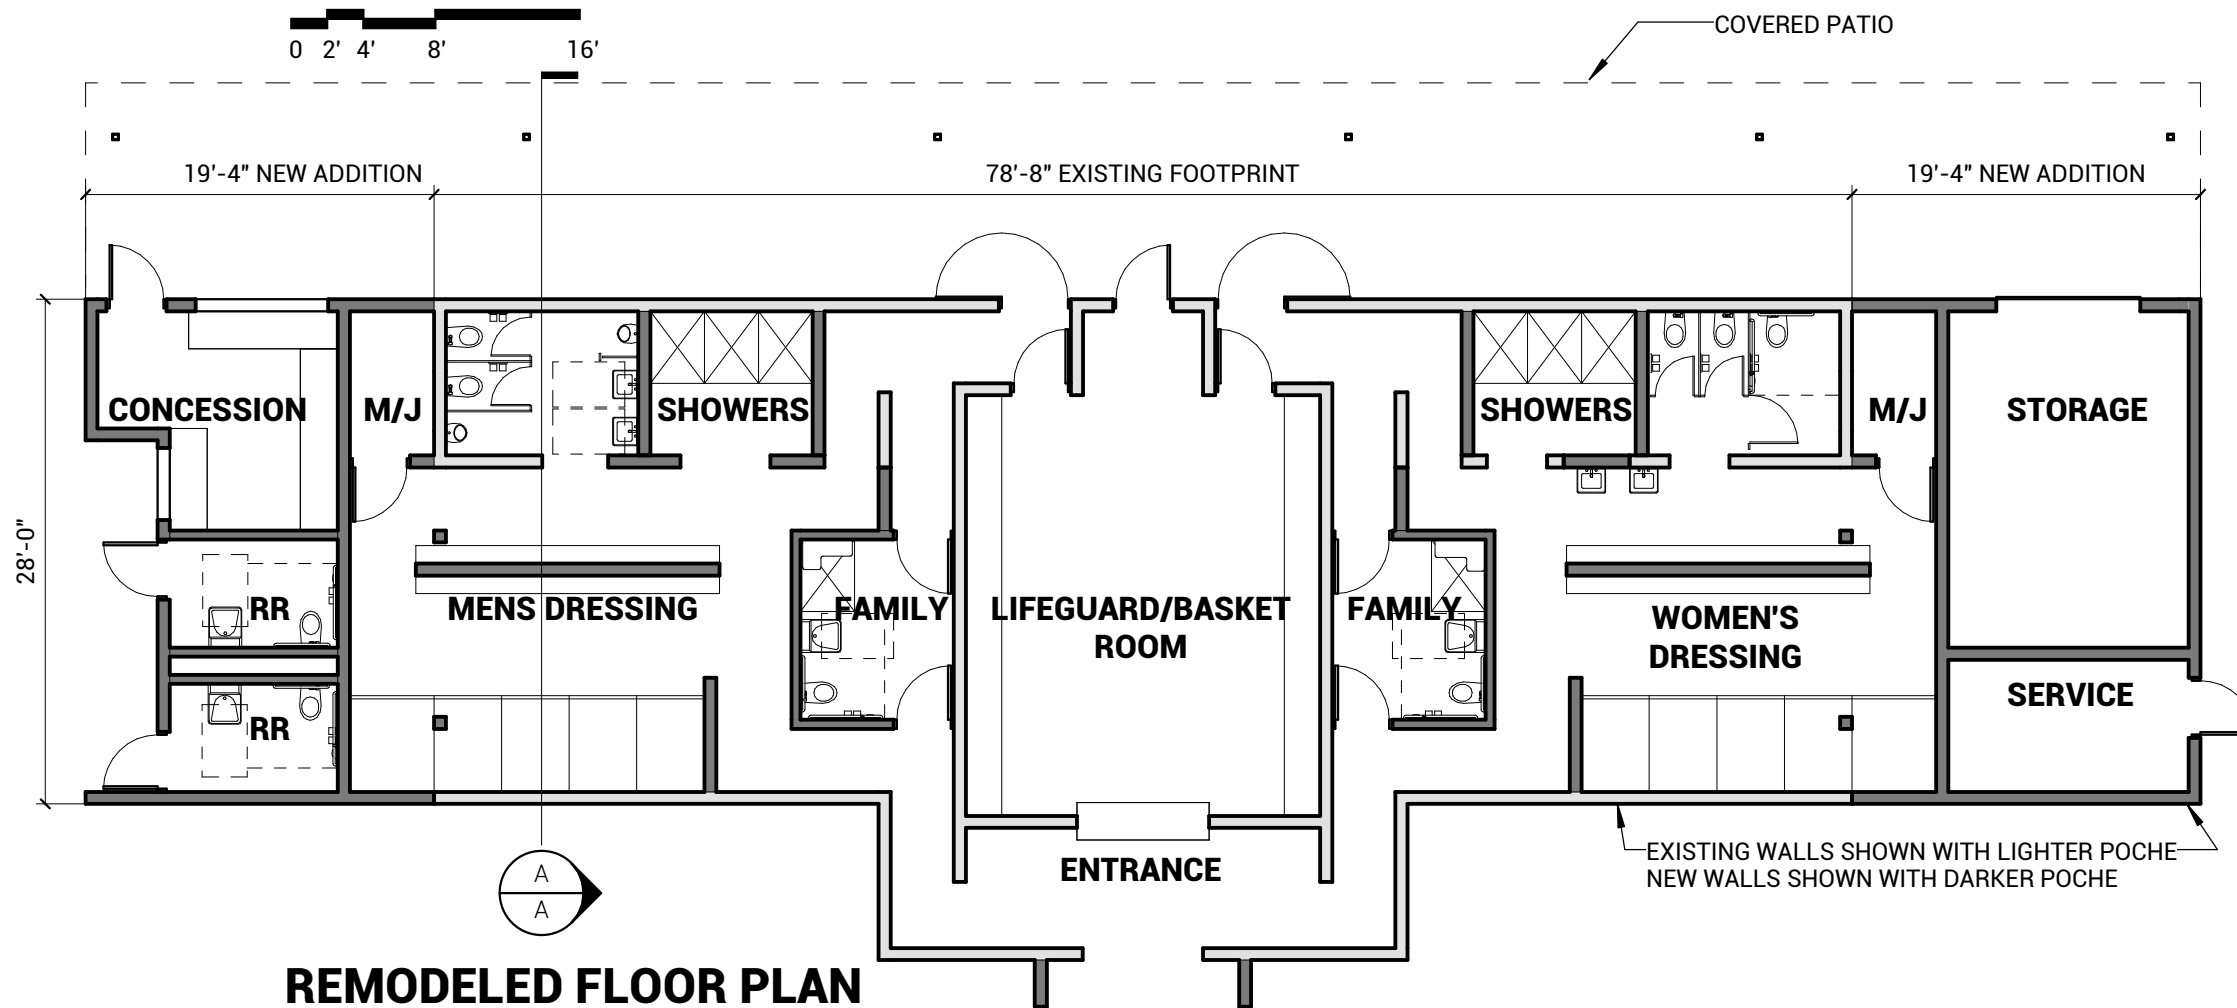 COVERED PATIO
0 2' 4' 8' 16'
19'-4" NEW ADDITION
78'-8" EXISTING FOOTPRINT
19'-4" NEW ADDITION
CONCESSION
M/J
SHOWERS
SHOWERS
M/J
STORAGE
28'-0"
RR
MENS DRESSING
FAMILY
LIFEGUARD/BASKET
ROOM
FAMILY
WOMEN'S
DRESSING
RR
SERVICE
ENTRANCE
EXISTING WALLS SHOWN WITH LIGHTER POCHE
NEW WALLS SHOWN WITH DARKER POCHE
A
A
REMODELED FLOOR PLAN